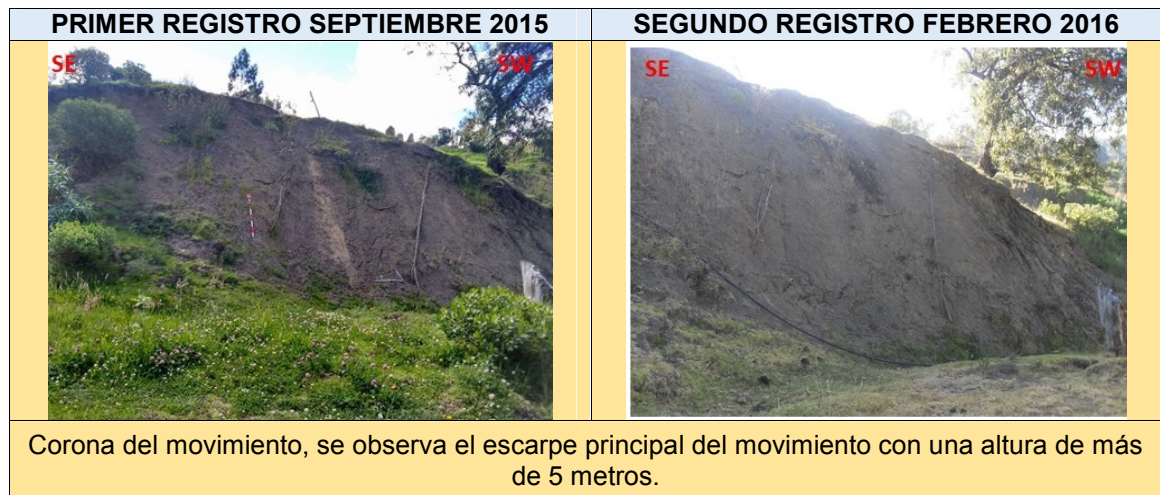 PRIMER REGISTRO SEPTIEMBRE 2015
SEGUNDO REGISTRO FEBRERO 2016
SE
SW
SE
SW
Corona del movimiento, se observa el escarpe principal del movimiento con una altura de más
de 5 metros.